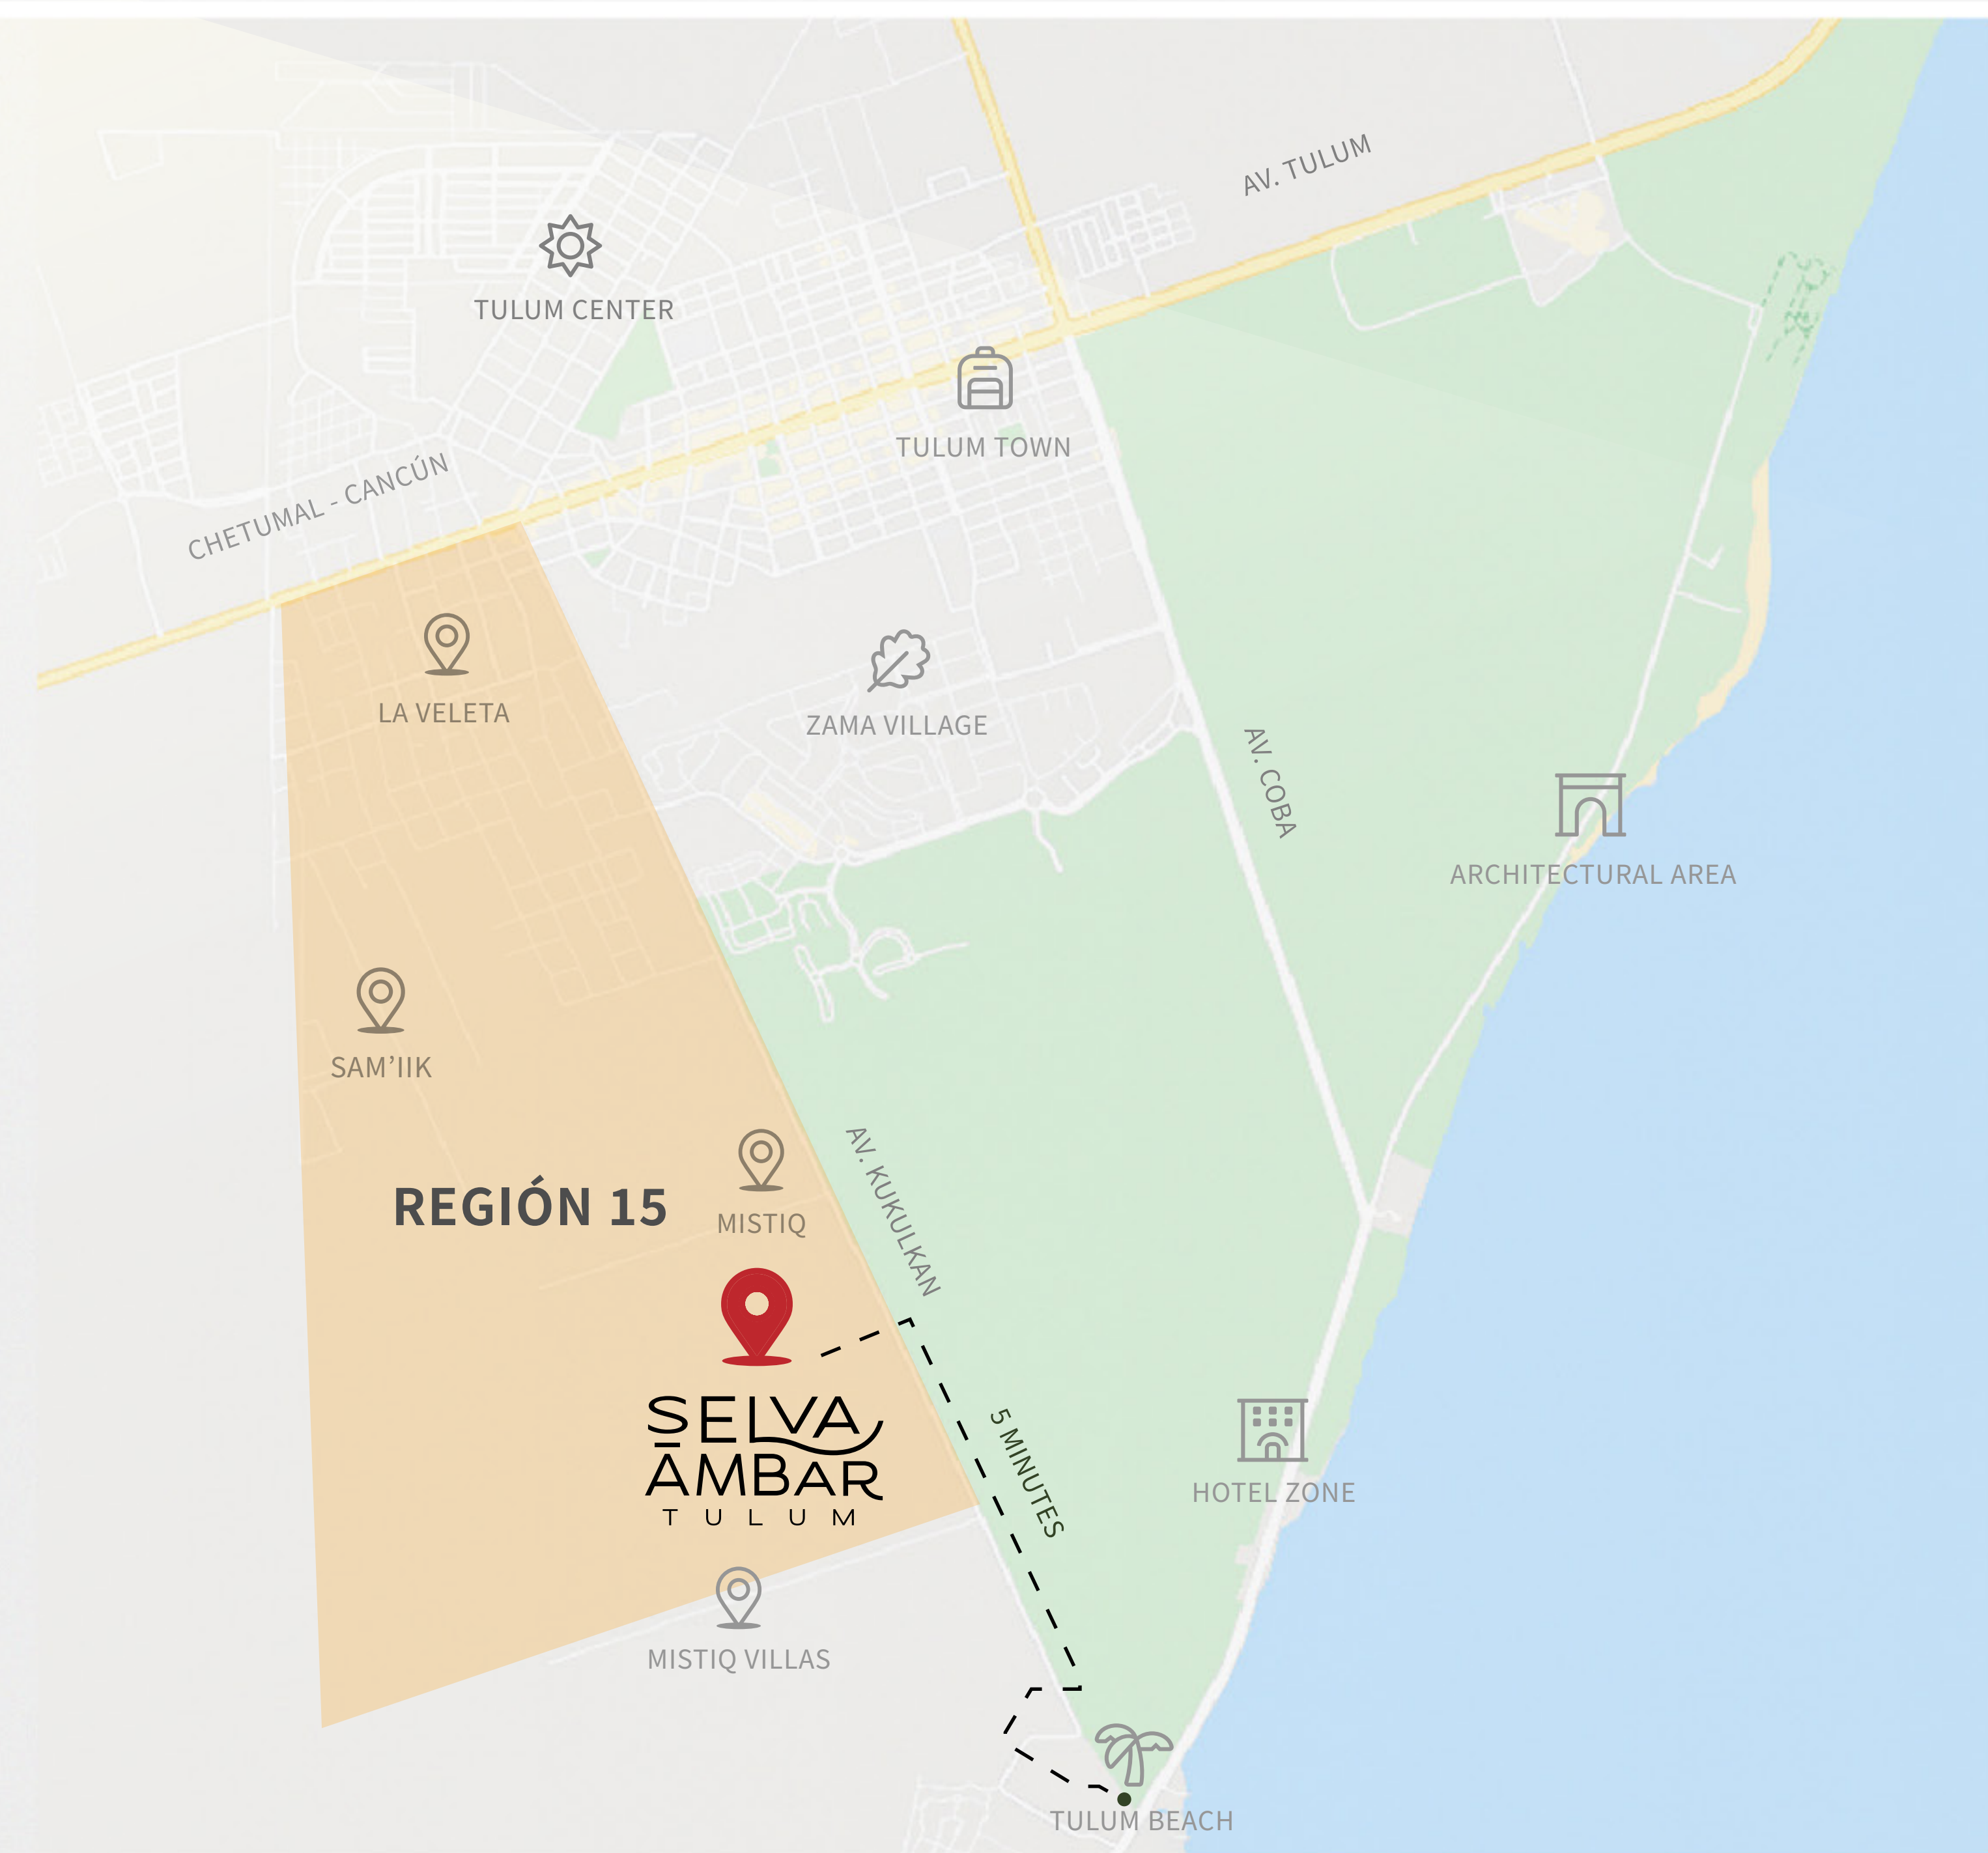 AV. TULUM
TULUM CENTER
TULUM TOWN
CHETUMAL - CANCÚN
LA VELETA
ZAMA VILLAGE
AV. COBA
ARCHITECTURAL AREA
SAM’IIK
AV. KUKULKAN
REGIÓN 15
MISTIQ
SELVA
ĀMBAR
TULUM
5 MINUTES
HOTEL ZONE
MISTIQ VILLAS
TULUM BEACH